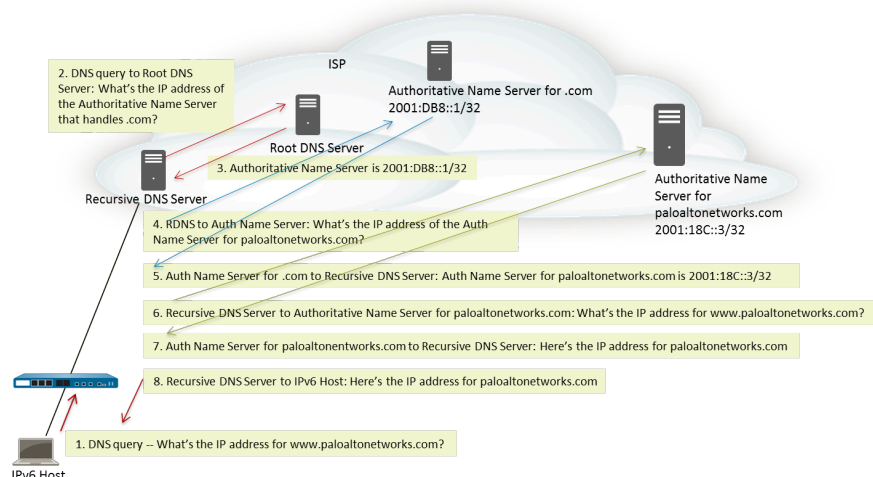 ISP
2. DNS query to Root DNS
Server: What's the IP address of
the Authoritative Name Server
that handles .com?
Authoritative Name Server for .com
2001:DB8::1/32
Root DNS Server
3. Authoritative Name Server is 2001:DB8::1/32
Recursive DNS Server
Authoritative Name
Server for
paloaltonetworks.com
2001:18C::3/32
4. RDNS to Auth Name Server: What's the IP address of the Auth
Name Server for paloaltonetworks.com?
5. Auth Name Server for .com to Recursive DNS Server: Auth Name Server for paloaltonetworks.com is 2001:18C::3/32
6. Recursive DNS Server to Authoritative Name Server for paloaltonetworks.com: What's the IP address for www.paloaltonetworks.com?
7. Auth Name Server for paloaltonentworks.com to Recursive DNS Server: Here's the IP address for paloaltonetworks.com
8. Recursive DNS Server to IPv6 Host: Here's the IP address for paloaltonetworks.com
1. DNS query -- What's the IP address for www.paloaltonetworks.com?
IPv6 Host